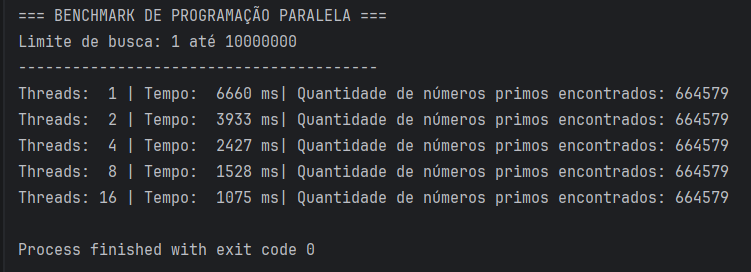 === BENCHMARK DE PROGRAMAÇÃO PARALELA ===
Limite de busca: 1 até 10000000
----------------------------------------
Threads:  1 | Tempo:  6660 ms| Quantidade de números primos encontrados: 664579
Threads:  2 | Tempo:  3933 ms| Quantidade de números primos encontrados: 664579
Threads:  4 | Tempo:  2427 ms| Quantidade de números primos encontrados: 664579
Threads:  8 | Tempo:  1528 ms| Quantidade de números primos encontrados: 664579
Threads: 16 | Tempo:  1075 ms| Quantidade de números primos encontrados: 664579
Process finished with exit code 0